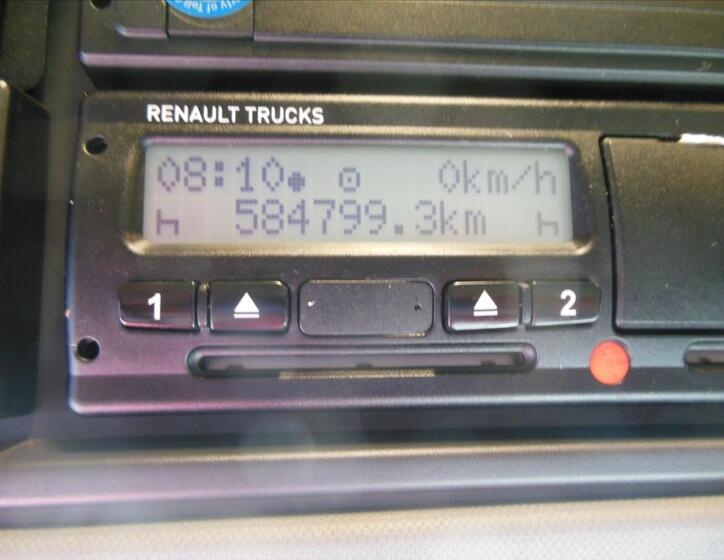 RENAULT TRUCKS
08:10 0km/h
584799.3km
1 2